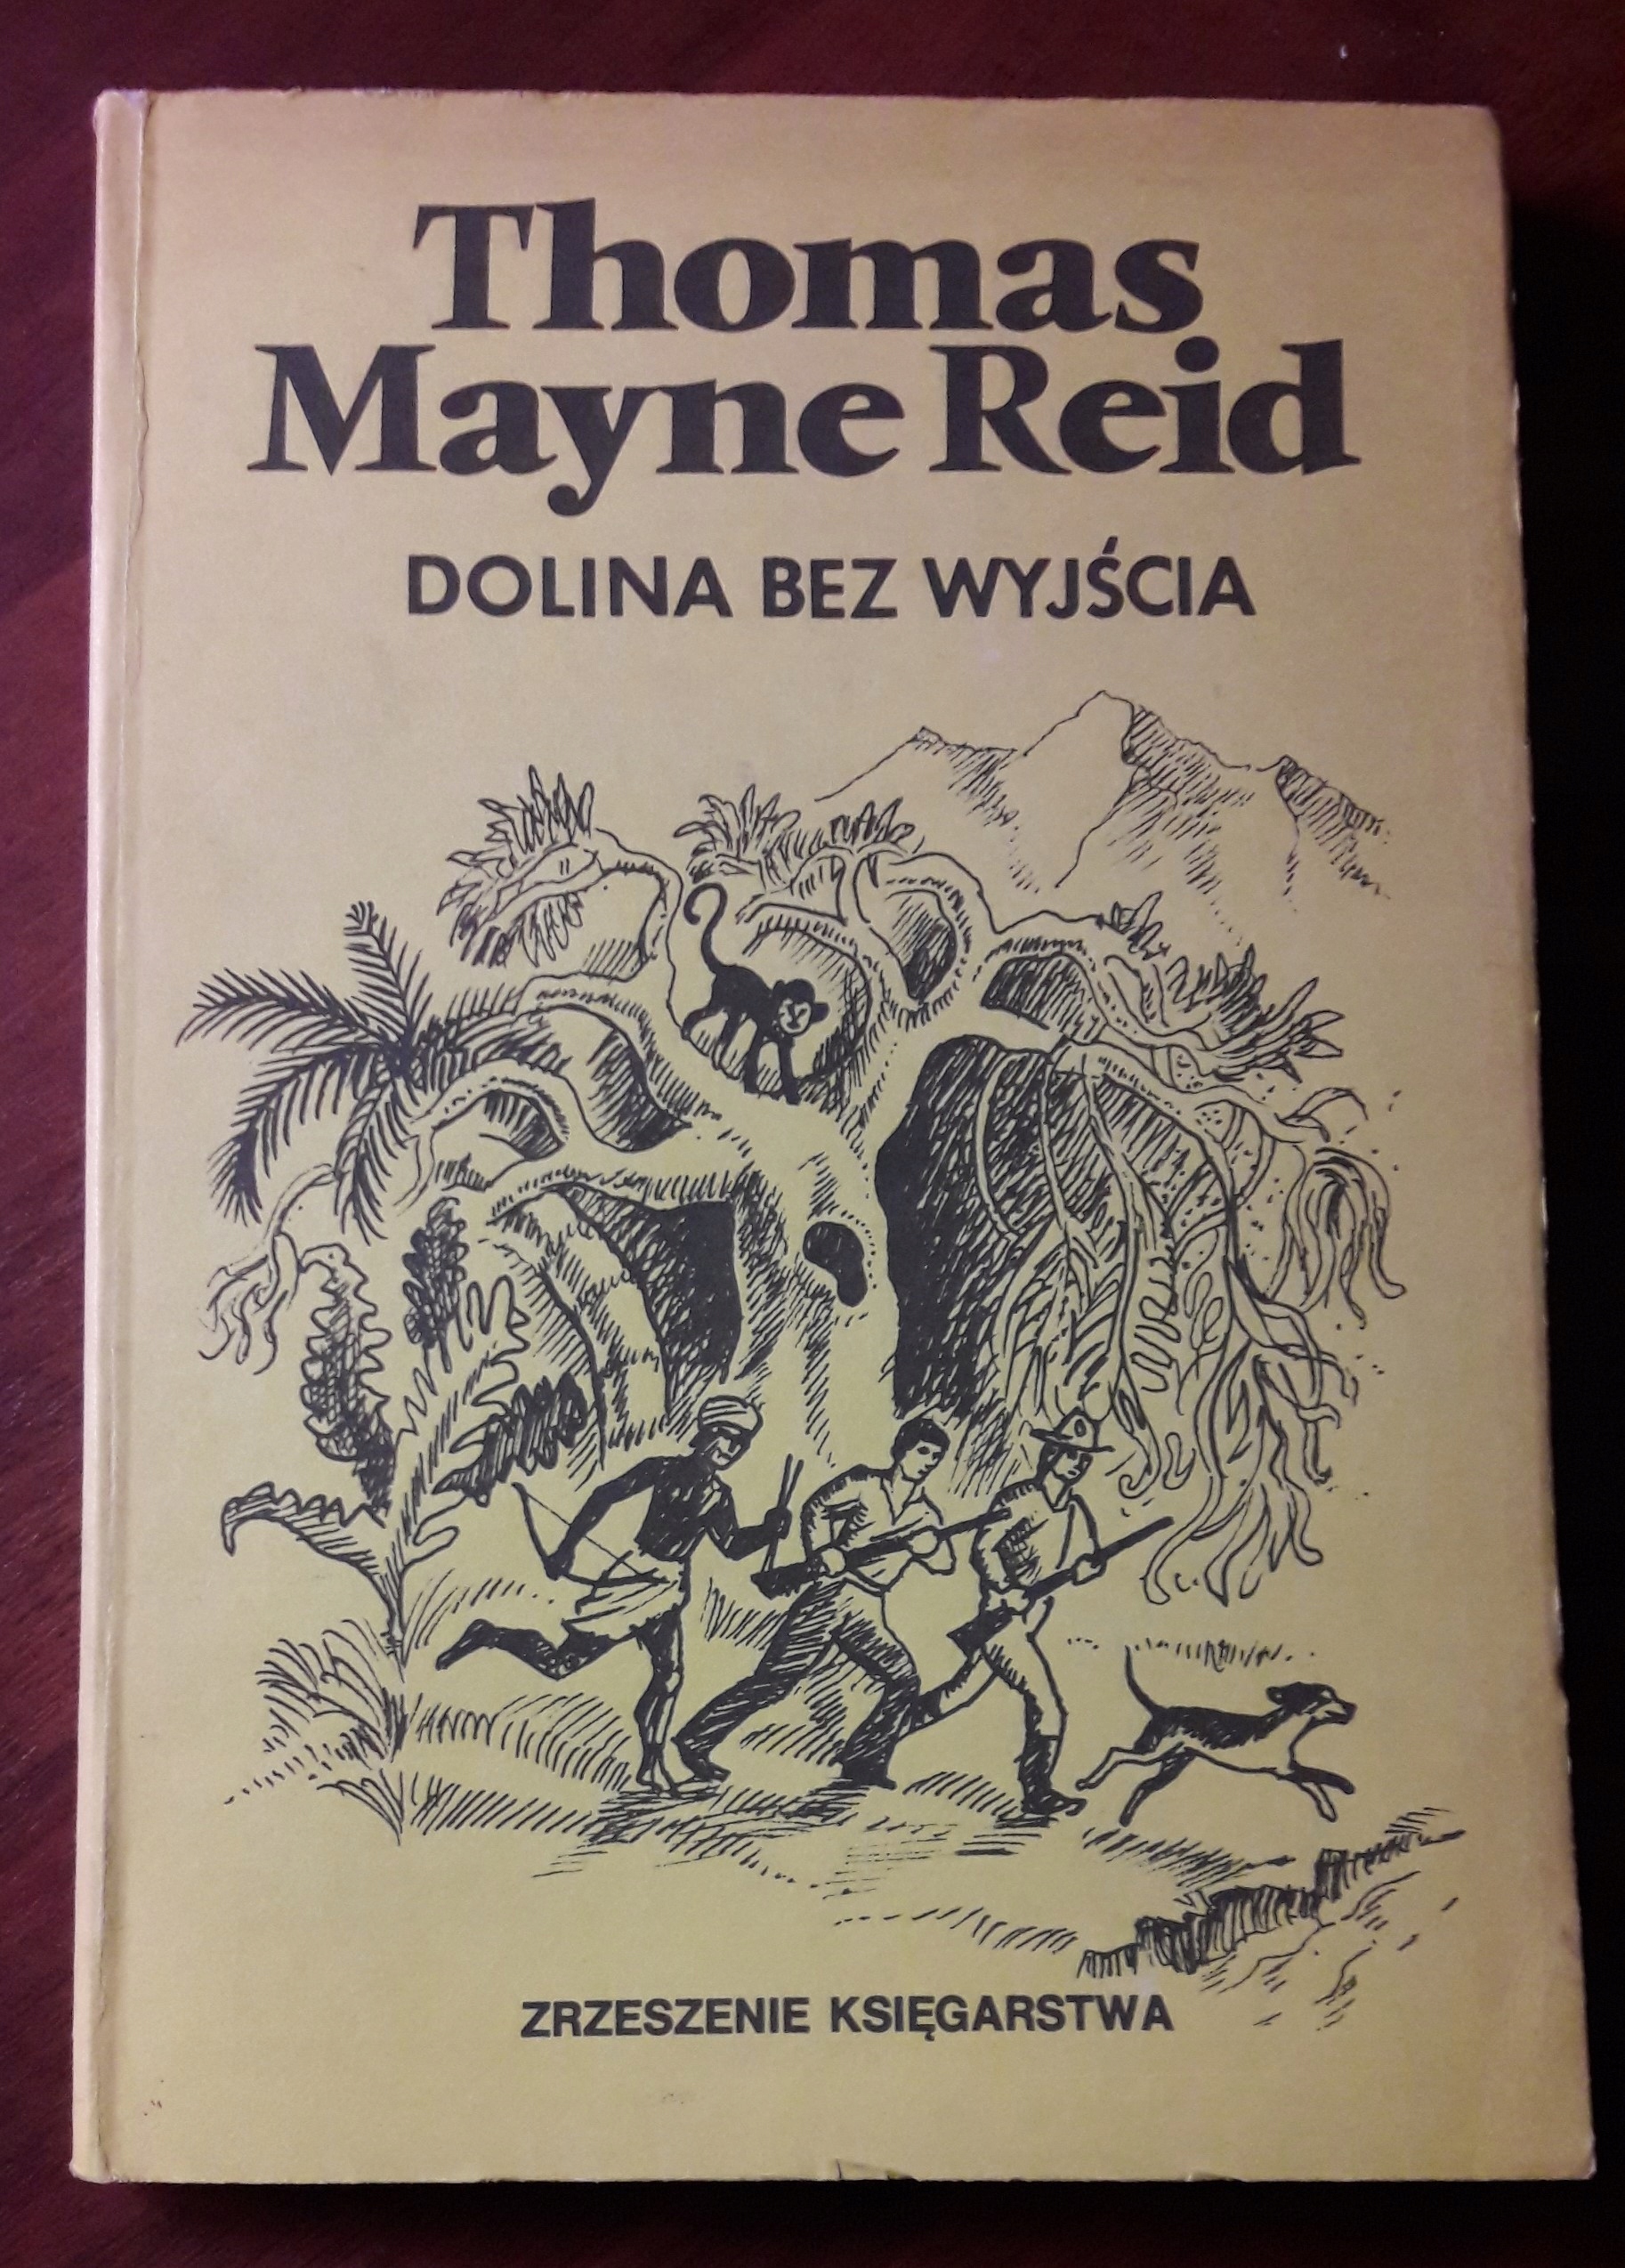 Thomas
Mayne Reid
DOLINA BEZ WYJŚCIA
ZRZESZENIE KSIĘGARSTWA